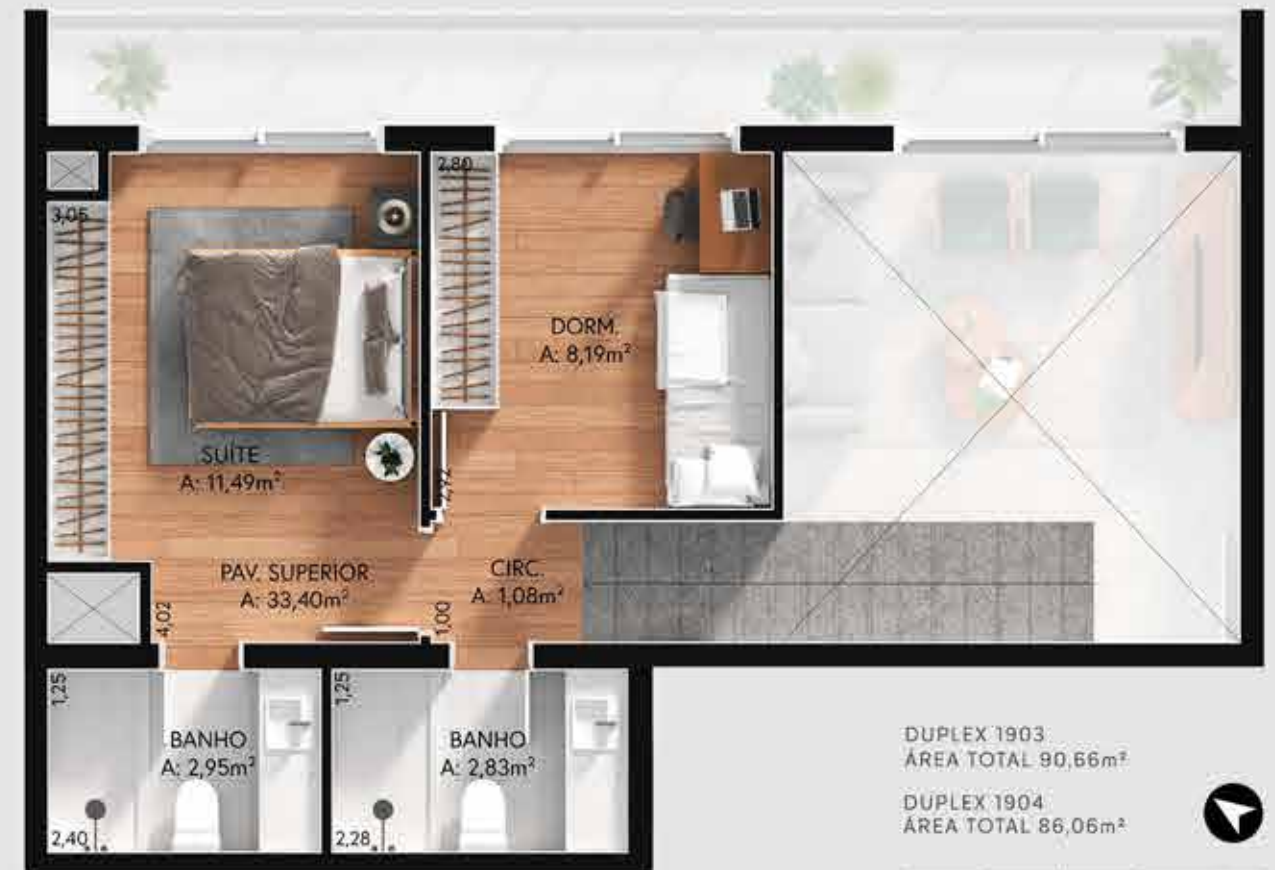 2,80
3,05
DORM.
A: 8,19m²
SUÍTE
A: 11,49m²
2,92
PAV. SUPERIOR
A: 33,40m²
CIRC.
A: 1,08m²
4,02
1,00
1,25
1,25
BANHO
A: 2,95m²
BANHO
A: 2,83m²
2,40
2,28
DUPLEX 1903
ÁREA TOTAL 90,66m²
DUPLEX 1904
ÁREA TOTAL 86,06m²